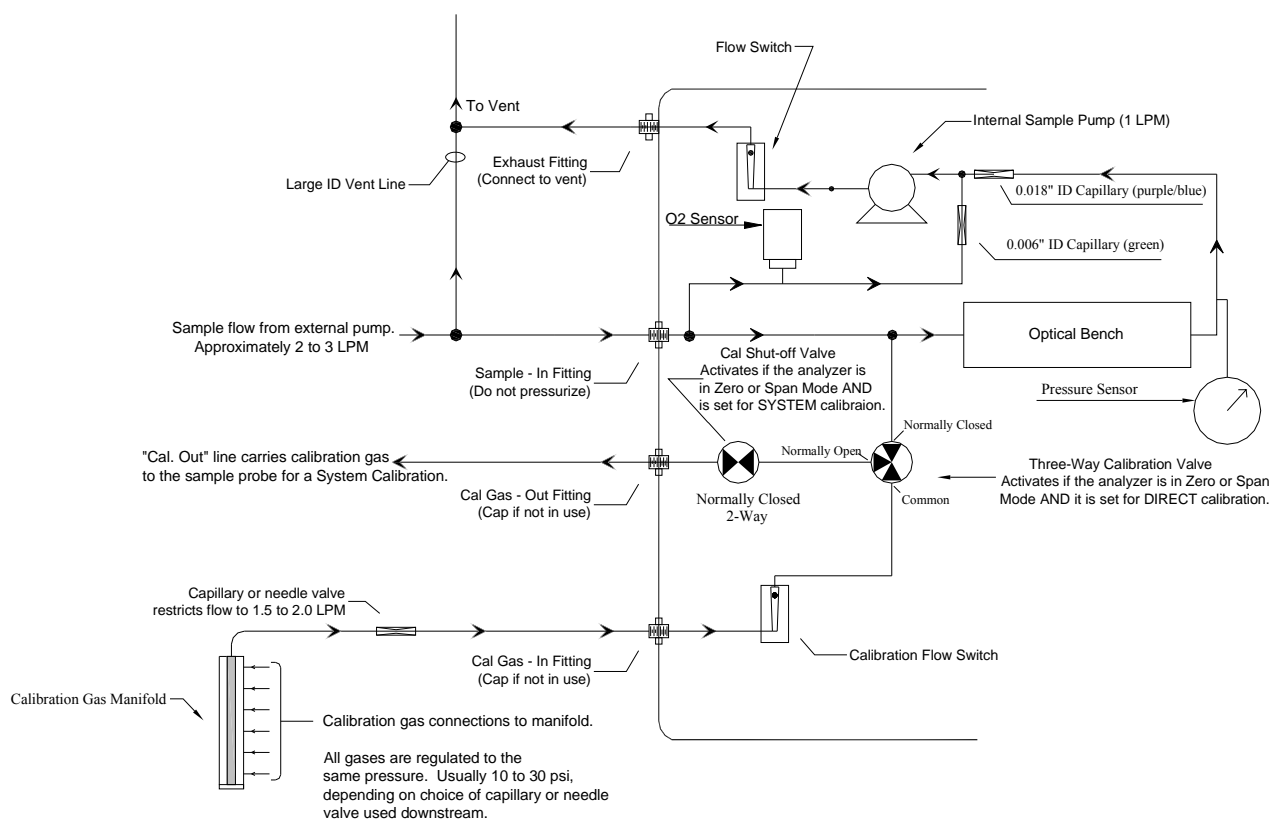 Flow Switch
To Vent
Internal Sample Pump (1 LPM)
Exhaust Fitting
(Connect to vent)
Large ID Vent Line
0.018" ID Capillary (purple/blue)
O2 Sensor
0.006" ID Capillary (green)
Sample flow from external pump.
Approximately 2 to 3 LPM
Optical Bench
Sample - In Fitting
(Do not pressurize)
Cal Shut-off Valve
Activates if the analyzer is
in Zero or Span Mode AND
is set for SYSTEM calibraion.
Pressure Sensor
Normally Closed
Normally Open
"Cal. Out" line carries calibration gas
to the sample probe for a System Calibration.
Three-Way Calibration Valve
Activates if the analyzer is in Zero or Span
Mode AND it is set for DIRECT calibration.
Cal Gas - Out Fitting
(Cap if not in use)
Normally Closed
2-Way
Common
Capillary or needle valve
restricts flow to 1.5 to 2.0 LPM
Cal Gas - In Fitting
(Cap if not in use)
Calibration Flow Switch
Calibration Gas Manifold
Calibration gas connections to manifold.
All gases are regulated to the
same pressure. Usually 10 to 30 psi,
depending on choice of capillary or needle
valve used downstream.